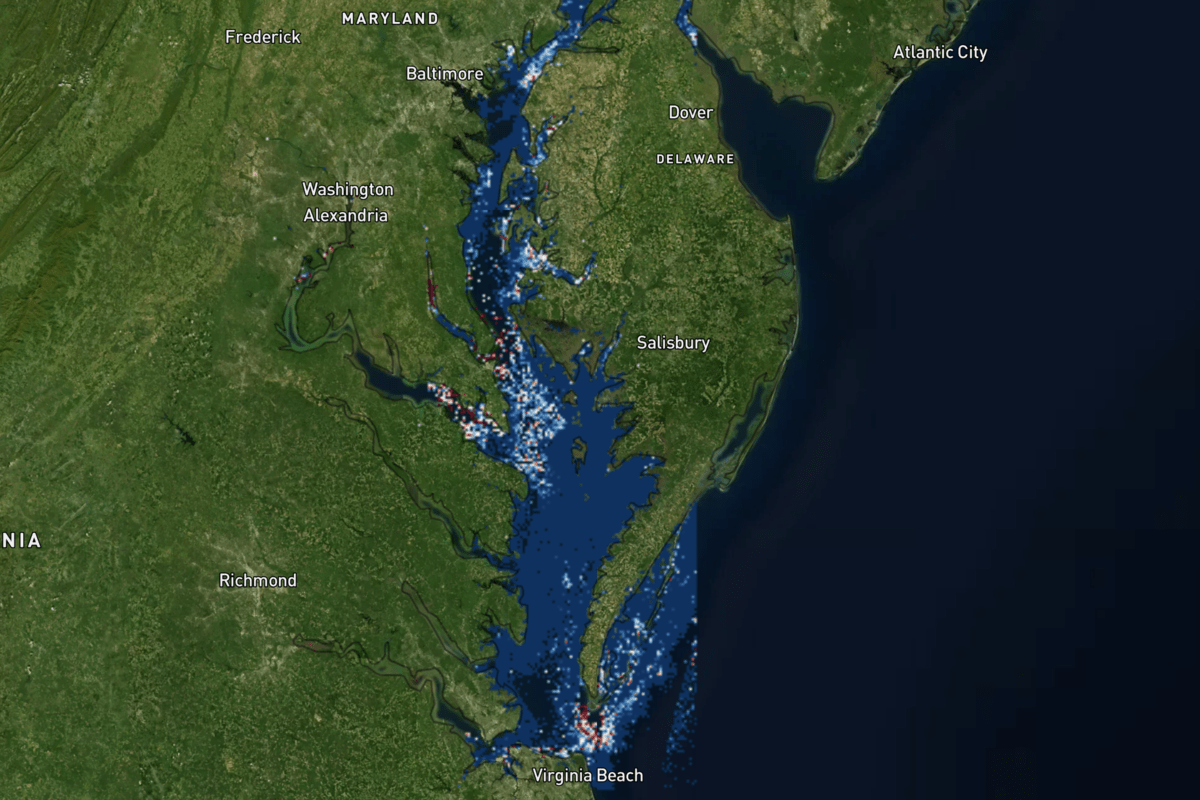 MARYLAND
Frederick
Atlantic City
Baltimore
Dover
DELAWARE
Washington
Alexandria
Salisbury
NIA
Richmond
Virginia Beach